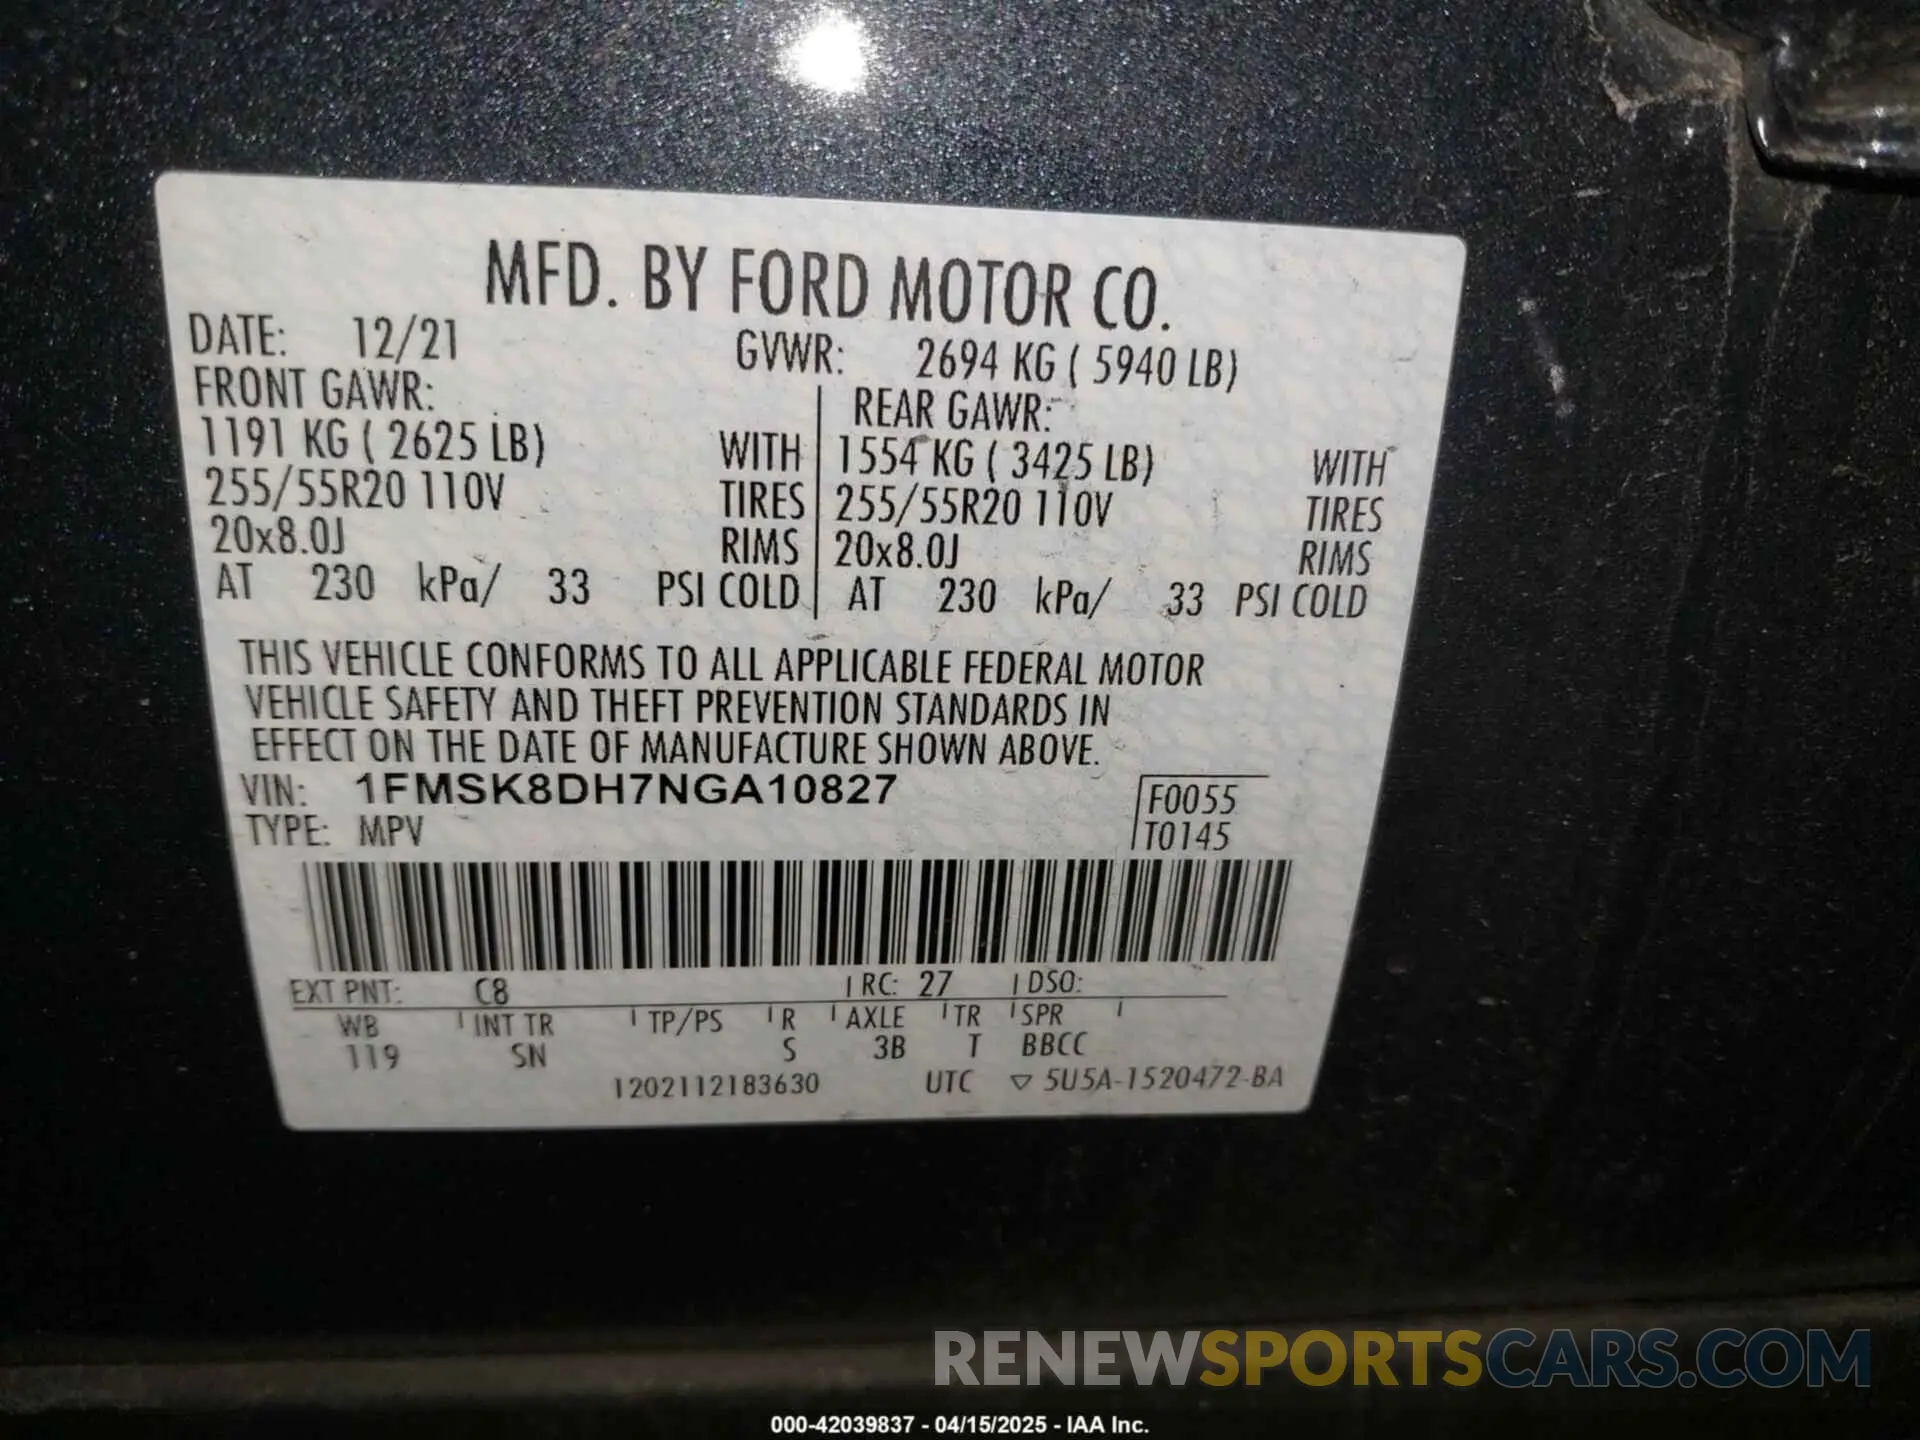 MFD. BY FORD MOTOR CO.
DATE: 12/21 GVWR: 2694 KG ( 5940 LB)
FRONT GAWR: REAR GAWR:
1191 KG ( 2625 LB) WITH 1554 KG ( 3425 LB) WITH
255/55R20 110V TIRES 255/55R20 110V TIRES
20x8.0J RIMS 20x8.0J RIMS
AT 230 kPa/ 33 PSI COLD AT 230 kPa/ 33 PSI COLD
THIS VEHICLE CONFORMS TO ALL APPLICABLE FEDERAL MOTOR
VEHICLE SAFETY AND THEFT PREVENTION STANDARDS IN
EFFECT ON THE DATE OF MANUFACTURE SHOWN ABOVE.
VIN: 1FMSK8DH7NGA10827 F0055
TYPE: MPV T0145
EXT PNT: C8 RC: 27 DSO:
WB INT TR TP/PS R AXLE TR SPR
119 SN S 3B T BBCC
1202112183630 UTC ▽ 5U5A-1520472-BA
RENEWSPORTSCARS.COM
000-42039837 - 04/15/2025 - IAA Inc.